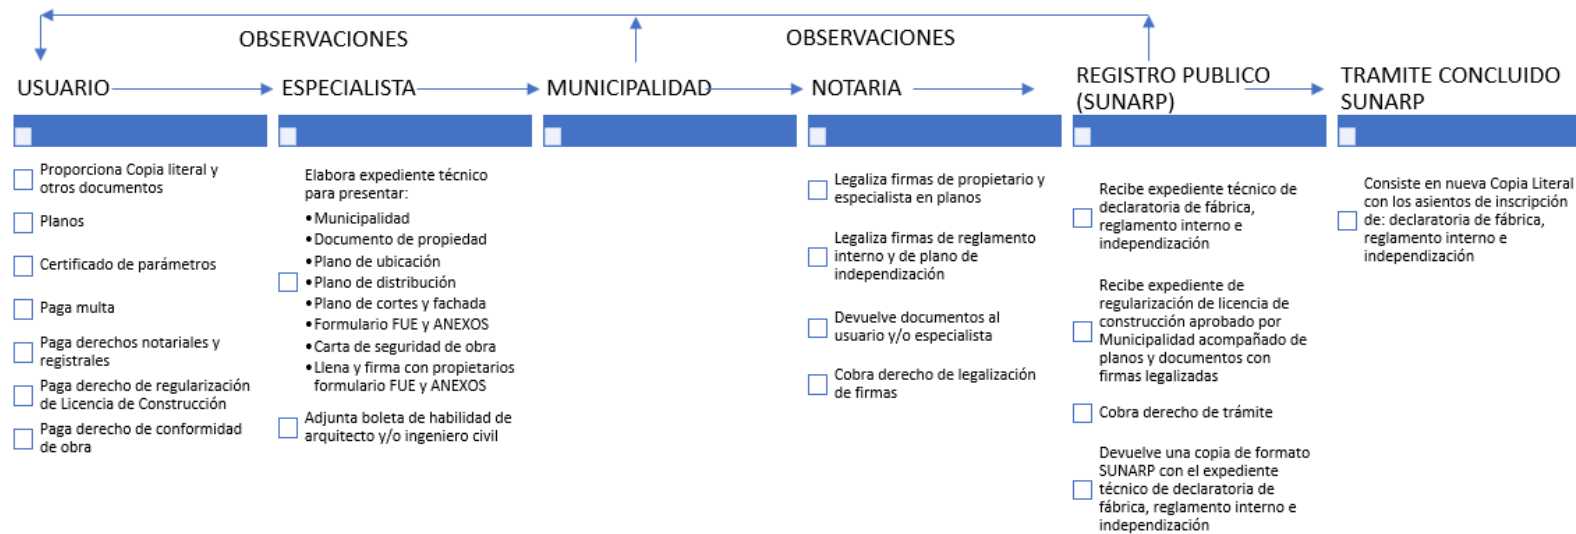 OBSERVACIONES
OBSERVACIONES
USUARIO
ESPECIALISTA
MUNICIPALIDAD
NOTARIA
REGISTRO PUBLICO
(SUNARP)
TRAMITE CONCLUIDO
SUNARP
Proporciona Copia literal y
otros documentos
Planos
Certificado de parámetros
Paga multa
Paga derechos notariales y
registrales
Paga derecho de regularización
de Licencia de Construcción
Paga derecho de conformidad
de obra
Elabora expediente técnico
para presentar:
•Municipalidad
•Documento de propiedad
•Plano de ubicación
•Plano de distribución
•Plano de cortes y fachada
•Formulario FUE y ANEXOS
•Carta de seguridad de obra
•Llena y firma con propietarios
formulario FUE y ANEXOS
Adjunta boleta de habilidad de
arquitecto y/o ingeniero civil
Legaliza firmas de propietario y
especialista en planos
Legaliza firmas de reglamento
interno y de plano de
independización
Devuelve documentos al
usuario y/o especialista
Cobra derecho de legalización
de firmas
Recibe expediente técnico de
declaratoria de fábrica,
reglamento interno e
independización
Recibe expediente de
regularización de licencia de
construcción aprobado por
Municipalidad acompañado de
planos y documentos con
firmas legalizadas
Cobra derecho de trámite
Devuelve una copia de formato
SUNARP con el expediente
técnico de declaratoria de
fábrica, reglamento interno e
independización
Consiste en nueva Copia Literal
con los asientos de inscripción
de: declaratoria de fábrica,
reglamento interno e
independización